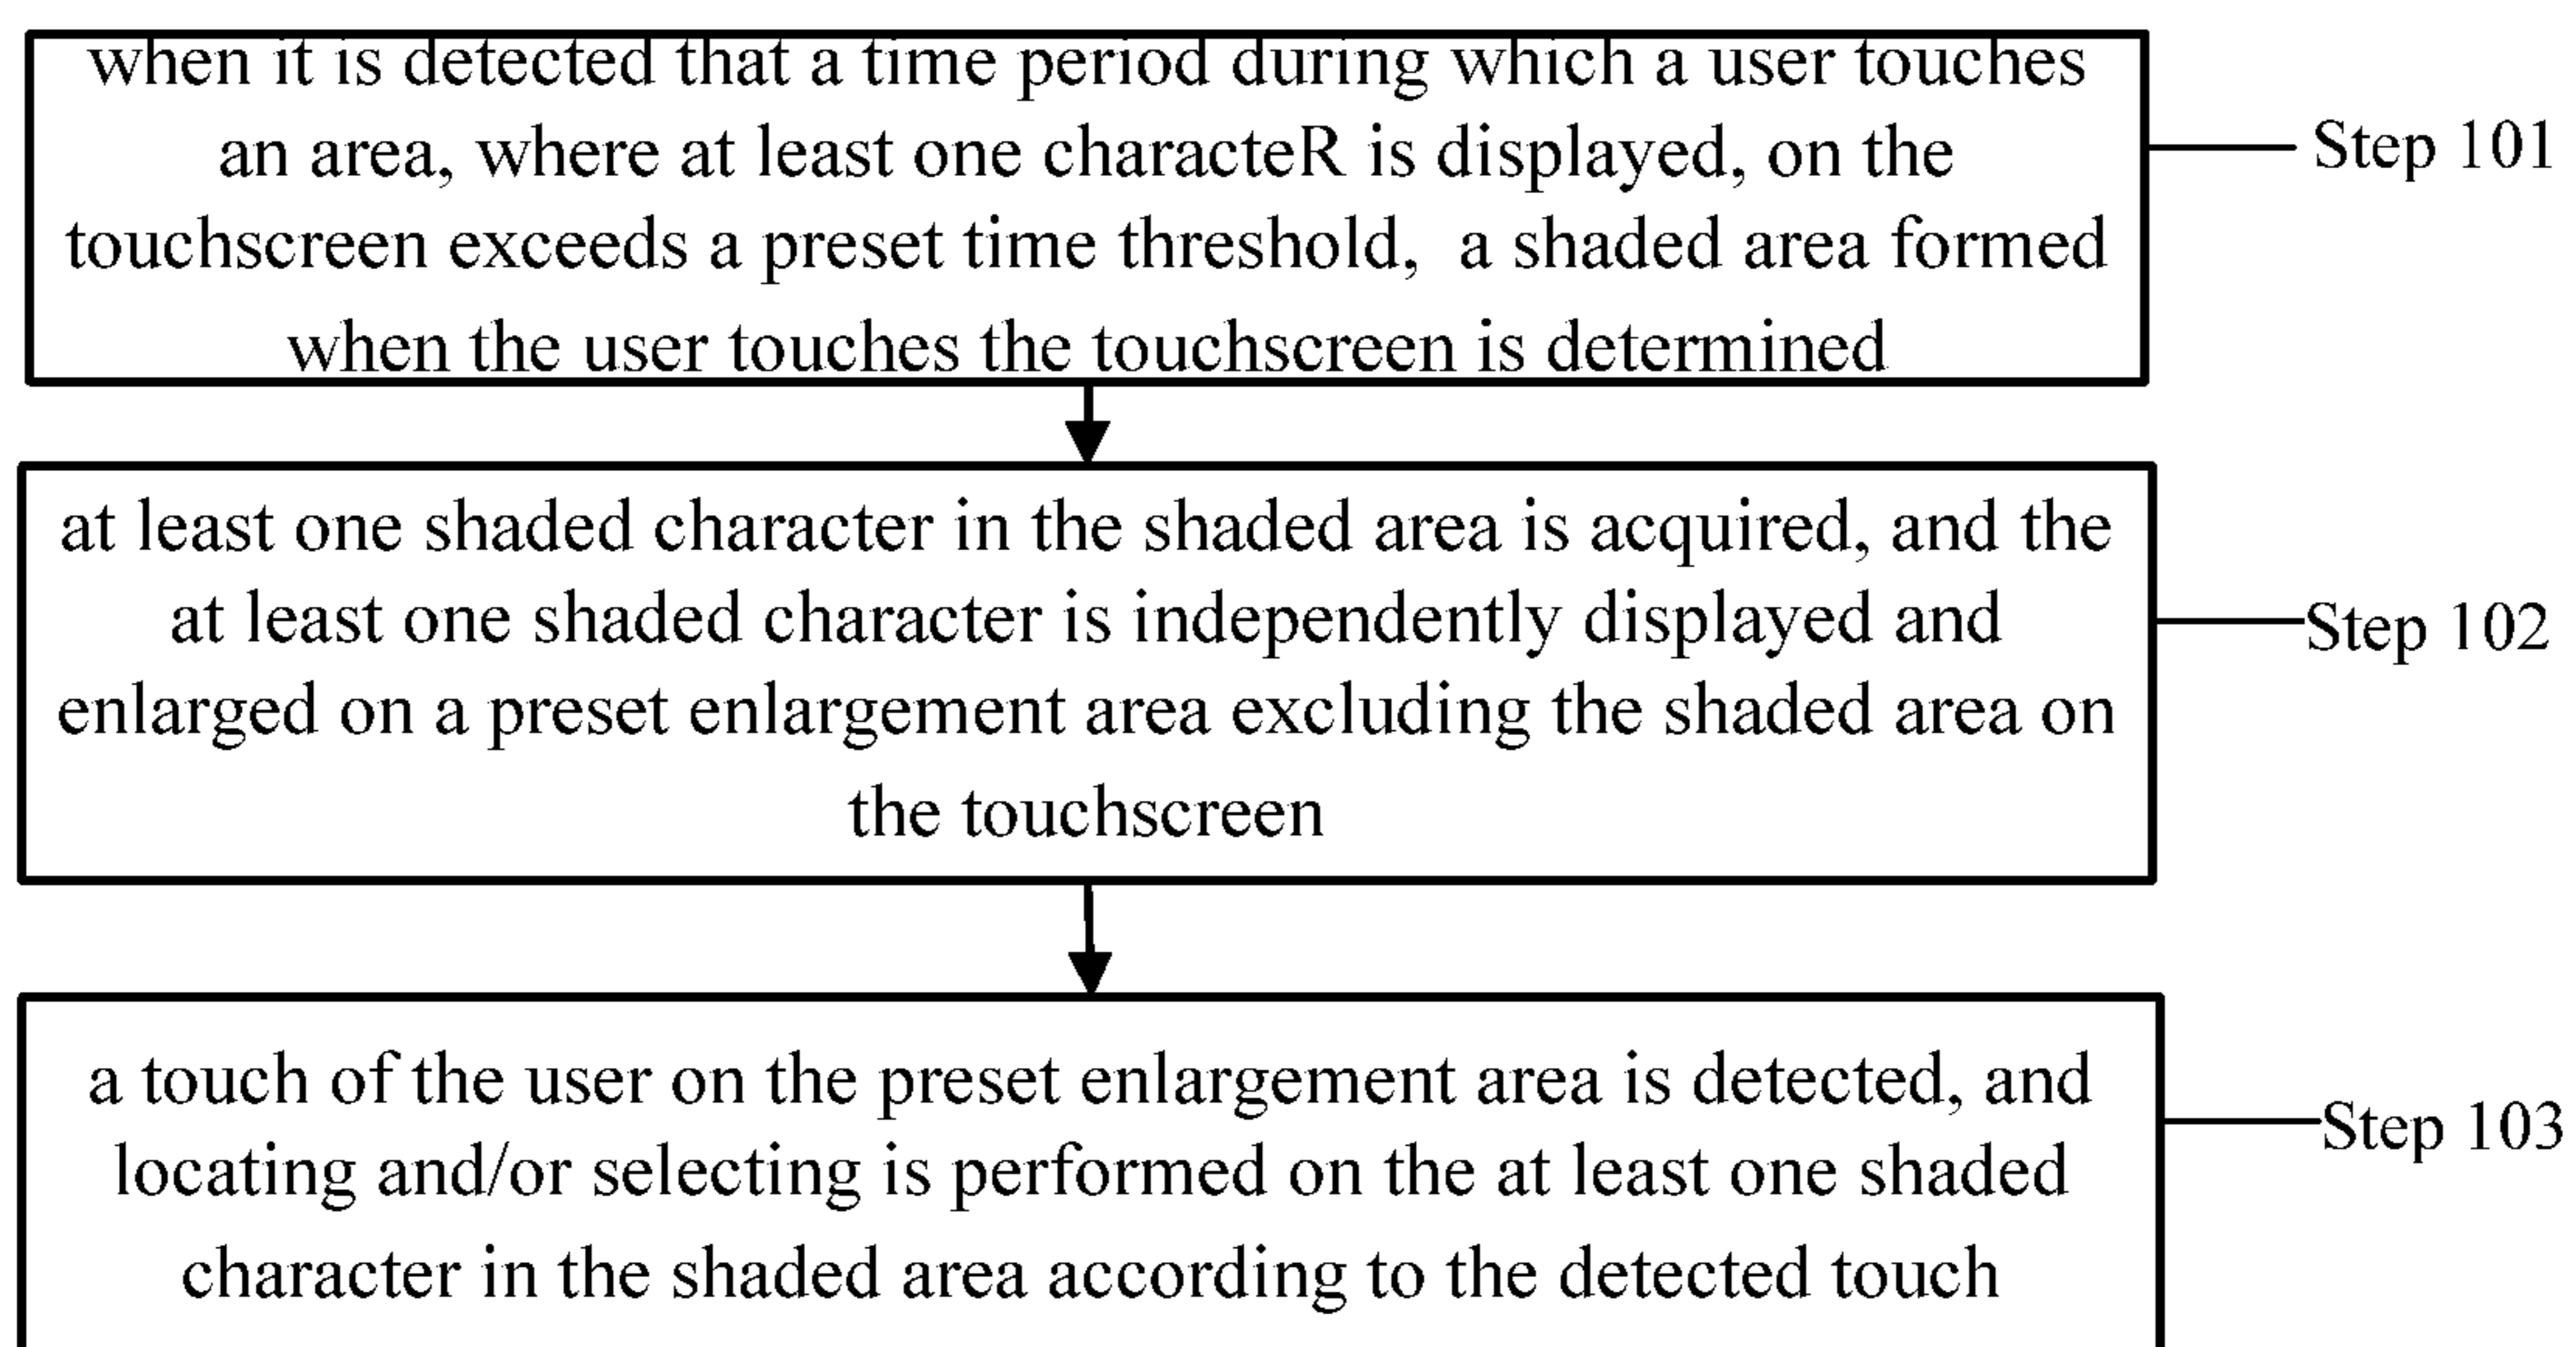 when it is detected that a time period during which a user touches
an area, where at least one characteR is displayed, on the
touchscreen exceeds a preset time threshold, a shaded area formed
when the user touches the touchscreen is determined
Step 101
at least one shaded character in the shaded area is acquired, and the
at least one shaded character is independently displayed and
enlarged on a preset enlargement area excluding the shaded area on
the touchscreen
Step 102
a touch of the user on the preset enlargement area is detected, and
locating and/or selecting is performed on the at least one shaded
character in the shaded area according to the detected touch
Step 103